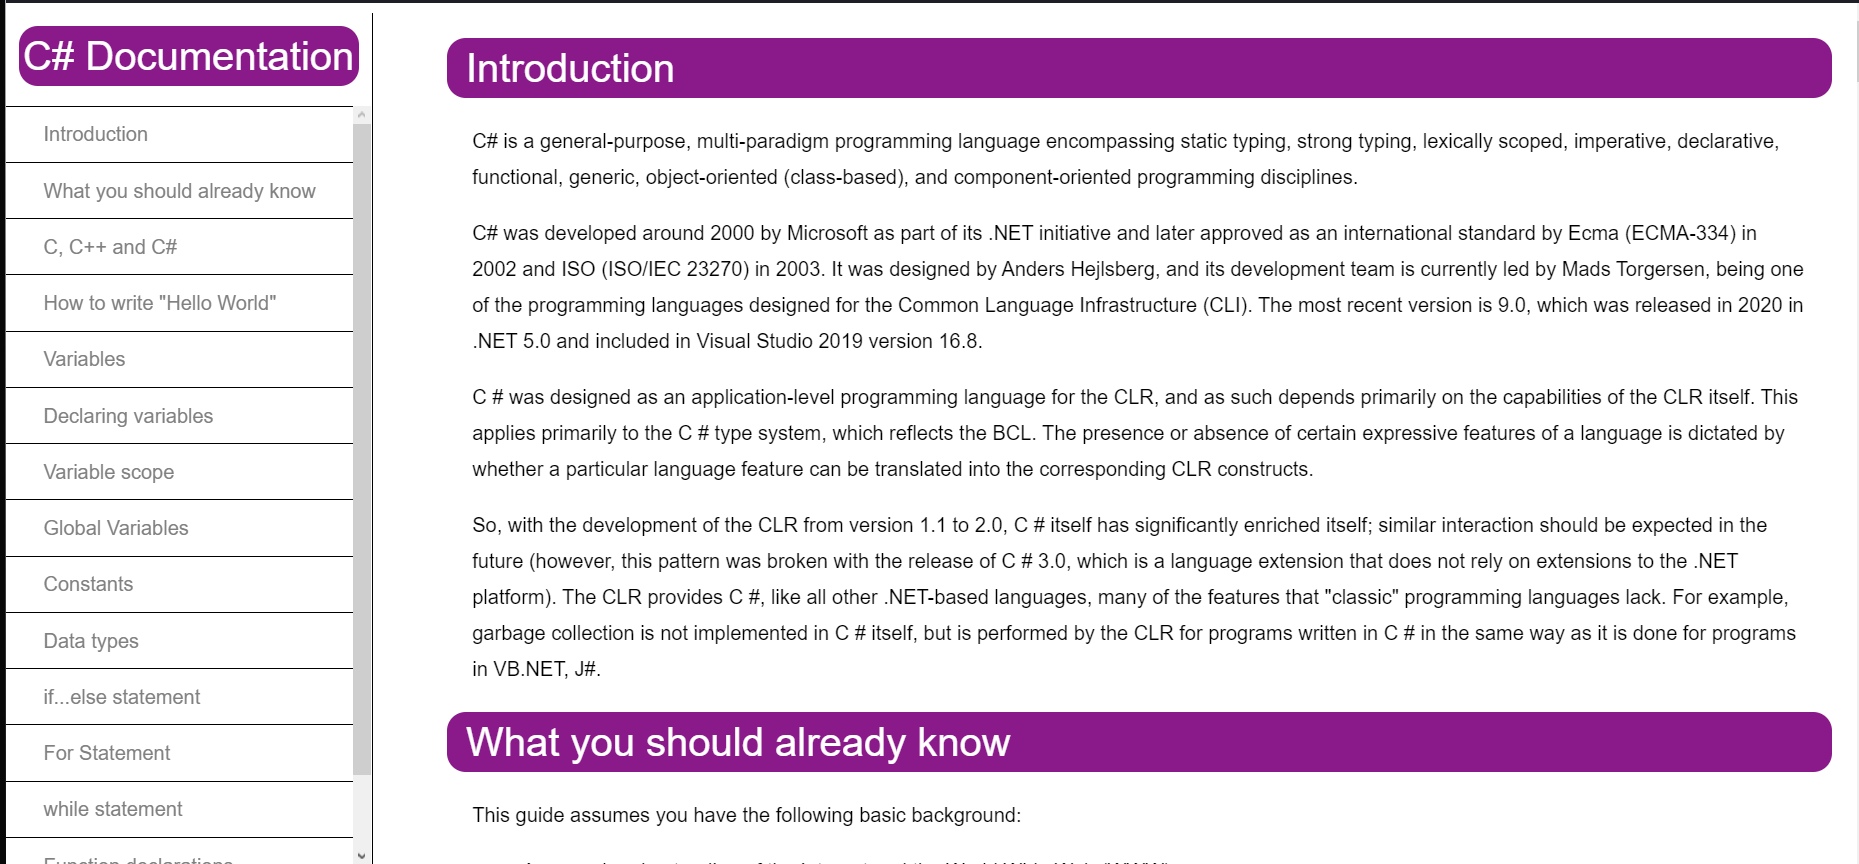 C# Documentation
Introduction
What you should already know
C, C++ and C#
How to write "Hello World"
Variables
Declaring variables
Variable scope
Global Variables
Constants
Data types
if...else statement
For Statement
while statement
Function declarations
Introduction
C# is a general-purpose, multi-paradigm programming language encompassing static typing, strong typing, lexically scoped, imperative, declarative,
functional, generic, object-oriented (class-based), and component-oriented programming disciplines.
C# was developed around 2000 by Microsoft as part of its .NET initiative and later approved as an international standard by Ecma (ECMA-334) in
2002 and ISO (ISO/IEC 23270) in 2003. It was designed by Anders Hejlsberg, and its development team is currently led by Mads Torgersen, being one
of the programming languages designed for the Common Language Infrastructure (CLI). The most recent version is 9.0, which was released in 2020 in
.NET 5.0 and included in Visual Studio 2019 version 16.8.
C # was designed as an application-level programming language for the CLR, and as such depends primarily on the capabilities of the CLR itself. This
applies primarily to the C # type system, which reflects the BCL. The presence or absence of certain expressive features of a language is dictated by
whether a particular language feature can be translated into the corresponding CLR constructs.
So, with the development of the CLR from version 1.1 to 2.0, C # itself has significantly enriched itself; similar interaction should be expected in the
future (however, this pattern was broken with the release of C # 3.0, which is a language extension that does not rely on extensions to the .NET
platform). The CLR provides C #, like all other .NET-based languages, many of the features that "classic" programming languages lack. For example,
garbage collection is not implemented in C # itself, but is performed by the CLR for programs written in C # in the same way as it is done for programs
in VB.NET, J#.
What you should already know
This guide assumes you have the following basic background: